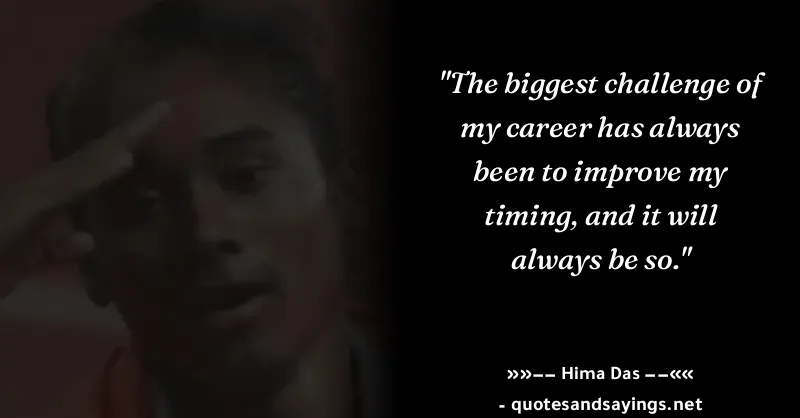 "The biggest challenge of
my career has always
been to improve my
timing, and it will
always be so."
»»–– Hima Das ––««
- quotesandsayings.net